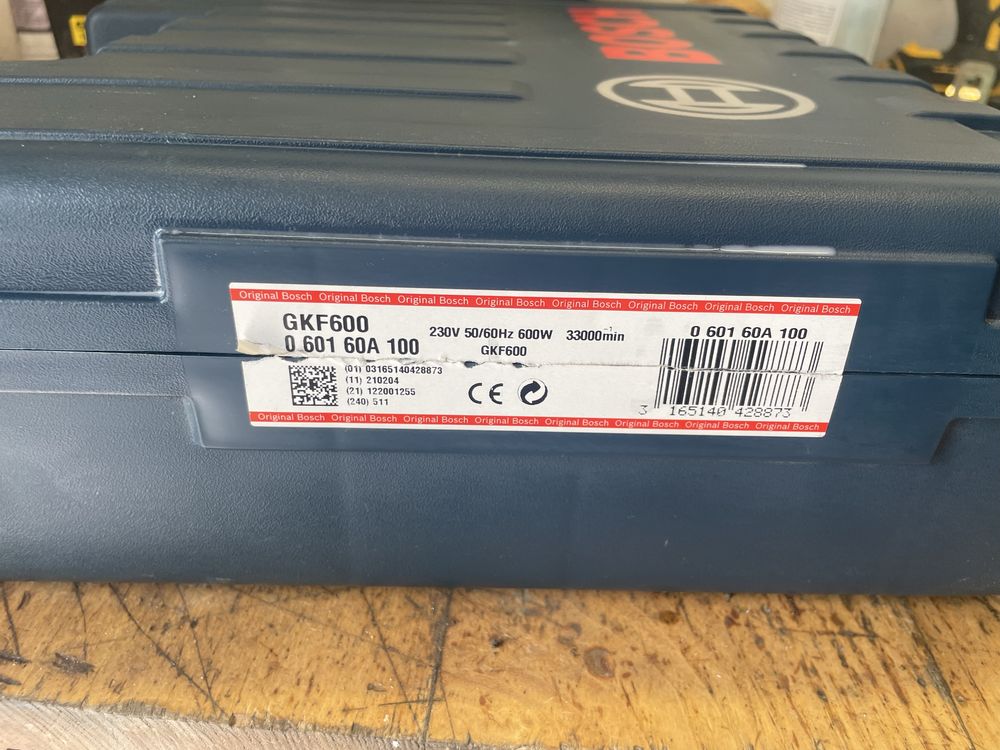 BOSCH
Original Bosch Original Bosch Original Bosch Original Bosch Original Bosch Original Bosch Original Bosch Original Bosch
GKF600
0 601 60A 100
230V 50/60Hz 600W 33000min⁻¹
GKF600
0 601 60A 100
(01) 03165140428873
(11) 210204
(21) 122001255
(240) 511
CE
3 165140 428873
Original Bosch Original Bosch Original Bosch Original Bosch Original Bosch Original Bosch Original Bosch Original Bosch